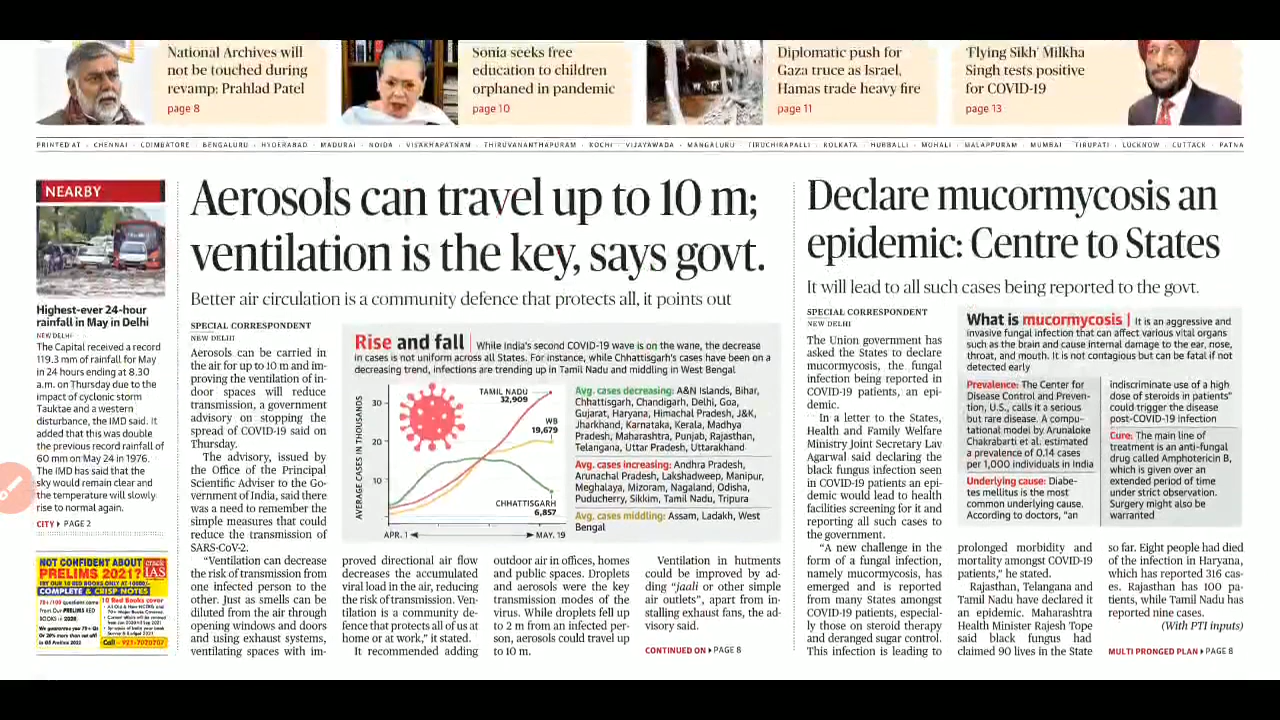 National Archives will
not be touched during
revamp: Prahlad Patel
page 8
Sonia seeks free
education to children
orphaned in pandemic
page 10
Diplomatic push for
Gaza truce as Israel,
Hamas trade heavy fire
page 11
'Flying Sikh' Milkha
Singh tests positive
for COVID-19
page 13
PRINTED AT · CHENNAI · COIMBATORE · BENGALURU · HYDERABAD · MADURAI · NOIDA · VISAKHAPATNAM · THIRUVANANTHAPURAM · KOCHI · VIJAYAWADA · MANGALURU · TIRUCHIRAPALLI · KOLKATA · HUBBALLI · MOHALI · MALAPPURAM · MUMBAI · TIRUPATI · LUCKNOW · CUTTACK · PATNA
NEARBY
Highest-ever 24-hour
rainfall in May in Delhi
NEW DELHI
The Capital received a record
119.3 mm of rainfall for May
in 24 hours ending at 8.30
a.m. on Thursday due to the
impact of cyclonic storm
Tauktae and a western
disturbance, the IMD said. It
added that this was double
the previous record rainfall of
60 mm on May 24 in 1976.
The IMD has said that the
sky would remain clear and
the temperature will slowly
rise to normal again.
CITY PAGE 2
NOT CONFIDENT ABOUT
PRELIMS 2021?
crack IAS
COMPLETE & CRISP NOTES
Aerosols can travel up to 10 m;
ventilation is the key, says govt.
Better air circulation is a community defence that protects all, it points out
SPECIAL CORRESPONDENT
NEW DELHI
Aerosols can be carried in
the air for up to 10 m and im-
proving the ventilation of in-
door spaces will reduce
transmission, a government
advisory on stopping the
spread of COVID-19 said on
Thursday.
The advisory, issued by
the Office of the Principal
Scientific Adviser to the Go-
vernment of India, said there
was a need to remember the
simple measures that could
reduce the transmission of
SARS-CoV-2.
"Ventilation can decrease
the risk of transmission from
one infected person to the
other. Just as smells can be
diluted from the air through
opening windows and doors
and using exhaust systems,
ventilating spaces with im-
Rise and fall | While India's second COVID-19 wave is on the wane, the decrease
in cases is not uniform across all States. For instance, while Chhattisgarh's cases have been on a
decreasing trend, infections are trending up in Tamil Nadu and middling in West Bengal
AVERAGE CASES IN THOUSANDS
30
20
10
0
TAMIL NADU
32,909
WB
19,679
CHHATTISGARH
6,857
APR. 1 MAY. 19
Avg. cases decreasing: A&N Islands, Bihar,
Chhattisgarh, Chandigarh, Delhi, Goa,
Gujarat, Haryana, Himachal Pradesh, J&K,
Jharkhand, Karnataka, Kerala, Madhya
Pradesh, Maharashtra, Punjab, Rajasthan,
Telangana, Uttar Pradesh, Uttarakhand
Avg. cases increasing: Andhra Pradesh,
Arunachal Pradesh, Lakshadweep, Manipur,
Meghalaya, Mizoram, Nagaland, Odisha,
Puducherry, Sikkim, Tamil Nadu, Tripura
Avg. cases middling: Assam, Ladakh, West
Bengal
proved directional air flow
decreases the accumulated
viral load in the air, reducing
the risk of transmission. Ven-
tilation is a community de-
fence that protects all of us at
home or at work," it stated.
It recommended adding
outdoor air in offices, homes
and public spaces. Droplets
and aerosols were the key
transmission modes of the
virus. While droplets fell up
to 2 m from an infected per-
son, aerosols could travel up
to 10 m.
Ventilation in hutments
could be improved by ad-
ding "jaali or other simple
air outlets", apart from in-
stalling exhaust fans, the ad-
visory said.
CONTINUED ON PAGE 8
Declare mucormycosis an
epidemic: Centre to States
It will lead to all such cases being reported to the govt.
SPECIAL CORRESPONDENT
NEW DELHI
The Union government has
asked the States to declare
mucormycosis, the fungal
infection being reported in
COVID-19 patients, an epi-
demic.
In a letter to the States,
Health and Family Welfare
Ministry Joint Secretary Lav
Agarwal said declaring the
black fungus infection seen
in COVID-19 patients an epi-
demic would lead to health
facilities screening for it and
reporting all such cases to
the government.
"A new challenge in the
form of a fungal infection,
namely mucormycosis, has
emerged and is reported
from many States amongst
COVID-19 patients, especial-
ly those on steroid therapy
and deranged sugar control.
This infection is leading to
What is mucormycosis | It is an aggressive and
invasive fungal infection that can affect various vital organs
such as the brain and cause internal damage to the ear, nose,
throat, and mouth. It is not contagious but can be fatal if not
detected early
Prevalence: The Center for
Disease Control and Preven-
tion, U.S., calls it a serious
but rare disease. A compu-
tational model by Arunaloke
Chakrabarti et al. estimated
a prevalence of 0.14 cases
per 1,000 individuals in India
Underlying cause: Diabe-
tes mellitus is the most
common underlying cause.
According to doctors, "an
indiscriminate use of a high
dose of steroids in patients"
could trigger the disease
post-COVID-19 infection
Cure: The main line of
treatment is an anti-fungal
drug called Amphotericin B,
which is given over an
extended period of time
under strict observation.
Surgery might also be
warranted
prolonged morbidity and
mortality amongst COVID-19
patients," he stated.
Rajasthan, Telangana and
Tamil Nadu have declared it
an epidemic. Maharashtra
Health Minister Rajesh Tope
said black fungus had
claimed 90 lives in the State
so far. Eight people had died
of the infection in Haryana,
which has reported 316 cas-
es. Rajasthan has 100 pa-
tients, while Tamil Nadu has
reported nine cases.
(With PTI inputs)
MULTI PRONGED PLAN PAGE 8